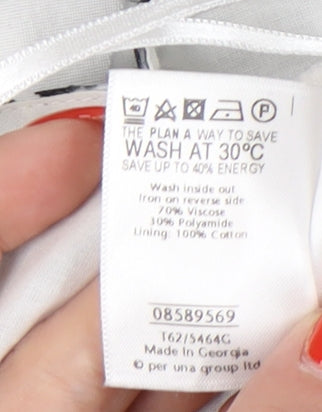 40 P
THE PLAN A WAY TO SAVE
WASH AT 30°C
SAVE UP TO 40% ENERGY
Wash inside out
Iron on reverse side
70% Viscose
30% Polyamide
Lining: 100% Cotton
08589569
T62/5464G
Made in Georgia
© per una group ltd